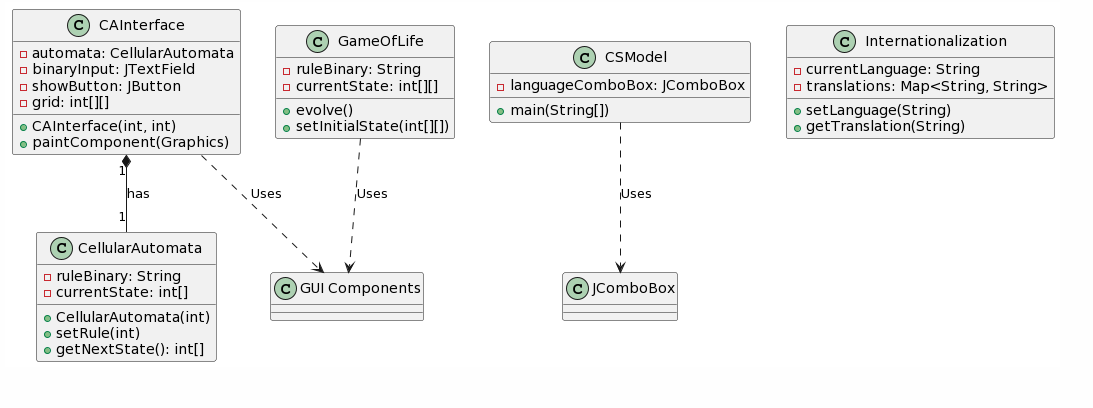 C CAInterface
automata: CellularAutomata
binaryInput: JTextField
showButton: JButton
grid: int[][]
CAInterface(int, int)
paintComponent(Graphics)
C GameOfLife
ruleBinary: String
currentState: int[][]
evolve()
setInitialState(int[][])
C CSModel
languageComboBox: JComboBox
main(String[])
C Internationalization
currentLanguage: String
translations: Map<String, String>
setLanguage(String)
getTranslation(String)
1
has
1
Uses
Uses
Uses
C CellularAutomata
ruleBinary: String
currentState: int[]
CellularAutomata(int)
setRule(int)
getNextState(): int[]
C GUI Components
C JComboBox